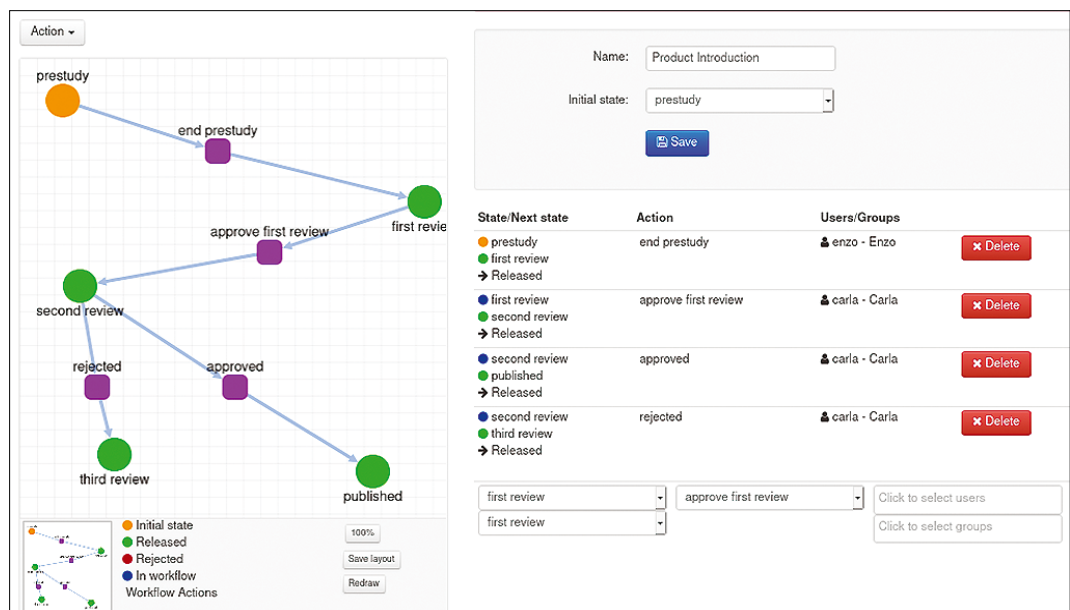 Action
prestudy
end prestudy
first revie
approve first review
second review
rejected
approved
third review
published
Initial state
Released
Rejected
In workflow
Workflow Actions
100%
Save layout
Redraw
Name:
Product Introduction
Initial state:
prestudy
Save
State/Next state Action Users/Groups
prestudy end prestudy enzo - Enzo Delete
first review
Released
first review approve first review carla - Carla Delete
second review
Released
second review approved carla - Carla Delete
published
Released
second review rejected carla - Carla Delete
third review
Released
first review approve first review Click to select users
first review Click to select groups